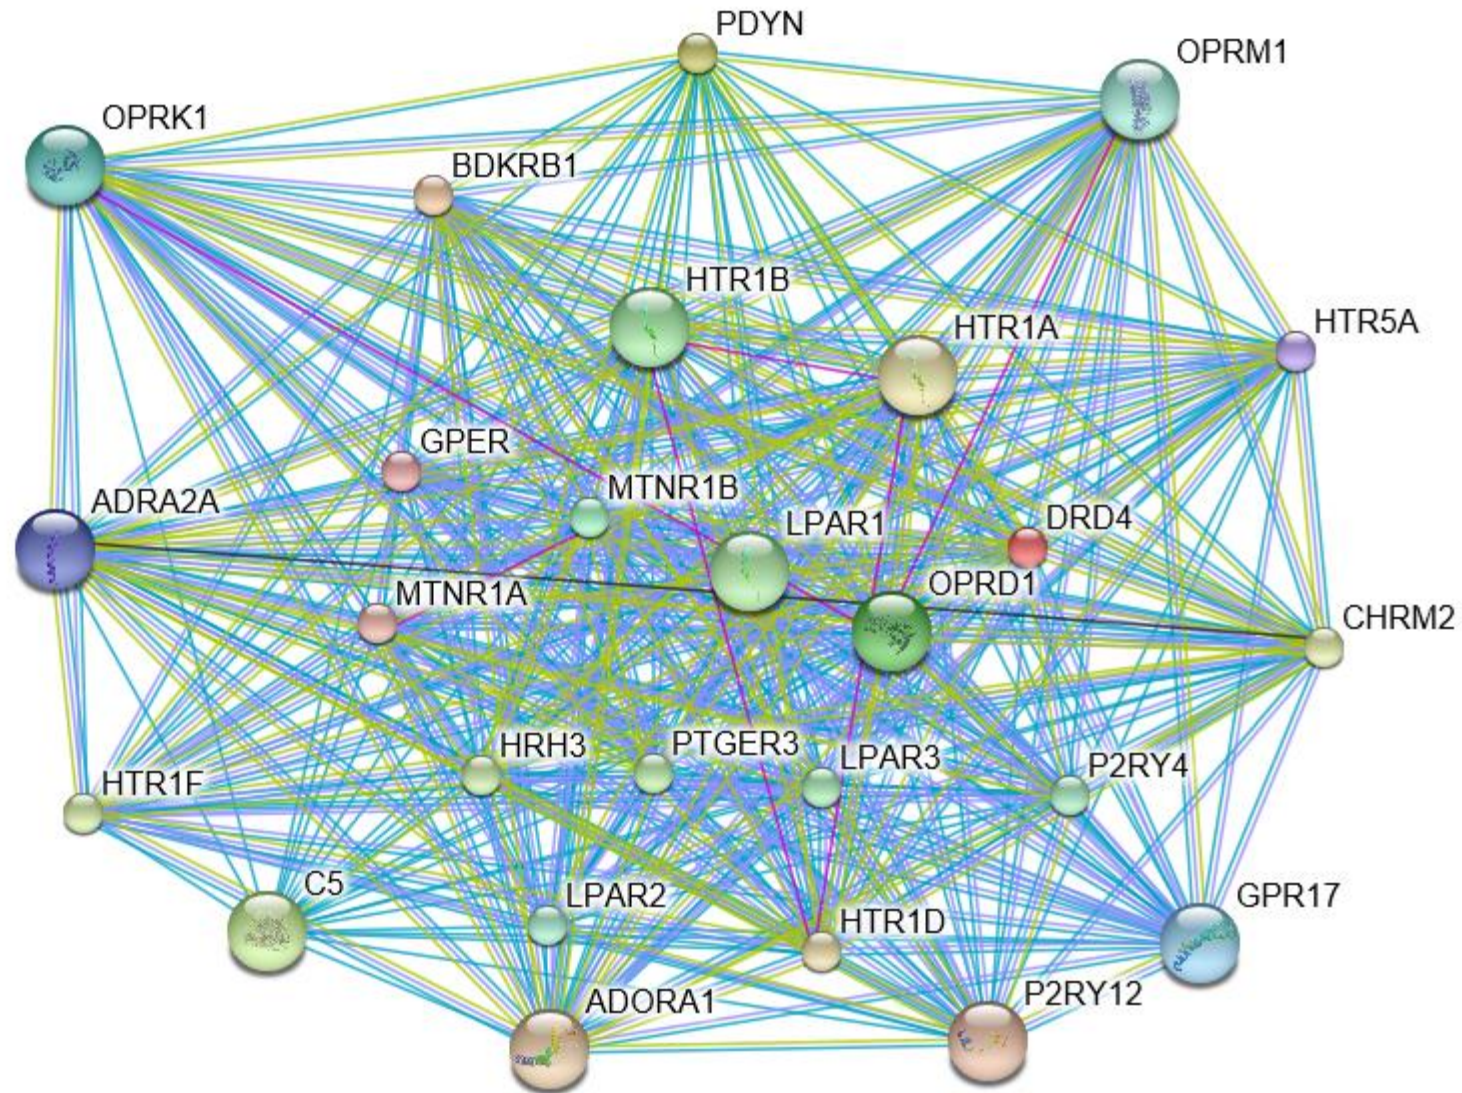 PDYN
OPRM1
OPRK1
BDKRB1
HTR1B
HTR1A
HTR5A
GPER
MTNR1B
ADRA2A
LPAR1
DRD4
OPRD1
MTNR1A
CHRM2
HRH3
PTGER3
LPAR3
P2RY4
HTR1F
C5
LPAR2
HTR1D
GPR17
ADORA1
P2RY12